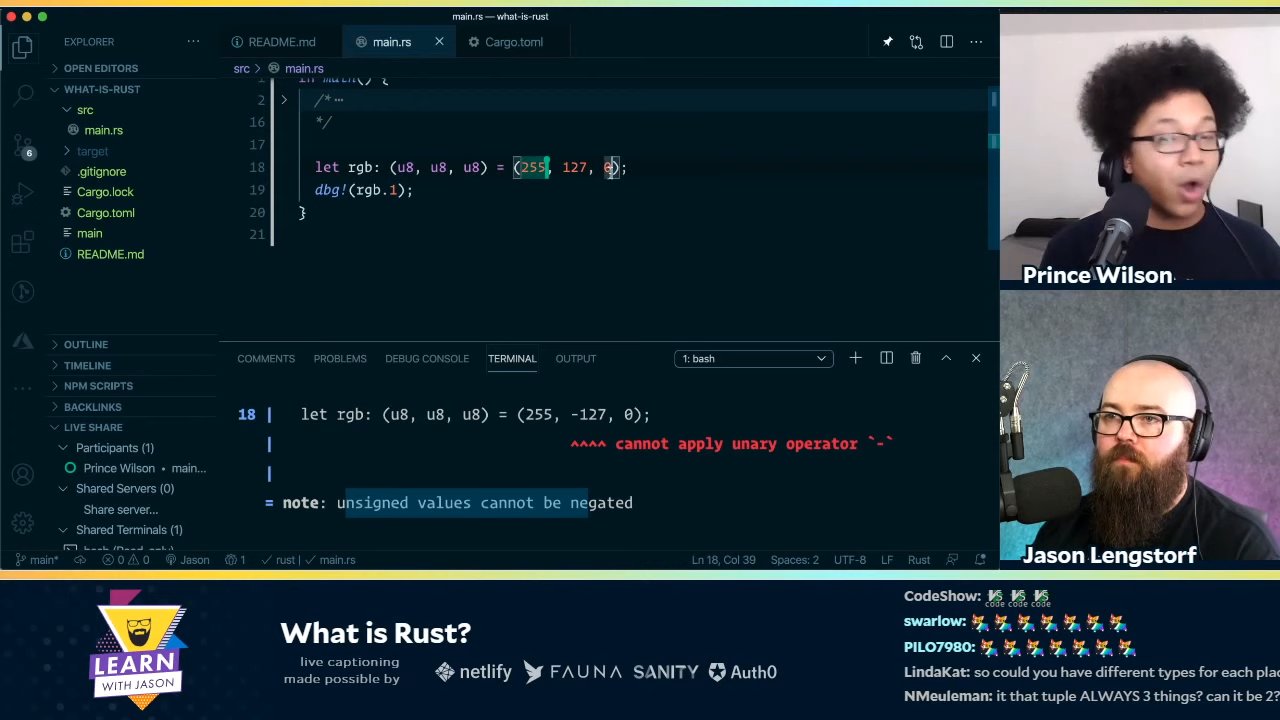 main.rs — what-is-rust
EXPLORER
README.md
main.rs
Cargo.toml
OPEN EDITORS
src > main.rs
WHAT-IS-RUST
src
main.rs
target
.gitignore
Cargo.lock
Cargo.toml
main
README.md
2 /* ⋯
16 */
17
18 let rgb: (u8, u8, u8) = (255, 127, 0);
19 dbg!(rgb.1);
20 }
21
OUTLINE
TIMELINE
NPM SCRIPTS
BACKLINKS
LIVE SHARE
Participants (1)
Prince Wilson • main...
Shared Servers (0)
Share server...
Shared Terminals (1)
6
COMMENTS PROBLEMS DEBUG CONSOLE TERMINAL OUTPUT 1: bash
18 | let rgb: (u8, u8, u8) = (255, -127, 0);
| ^^^^ cannot apply unary operator `-`
|
= note: unsigned values cannot be negated
main* 0 0 Jason 1 rust main.rs Ln 18, Col 39 Spaces: 2 UTF-8 LF Rust
Prince Wilson
Jason Lengstorf
LEARN
WITH JASON
What is Rust?
live captioning
made possible by
netlify FAUNA SANITY Auth0
CodeShow: code code code
swarlow:
PILO7980:
LindaKat: so could you have different types for each plac
NMeuleman: it that tuple ALWAYS 3 things? can it be 2?